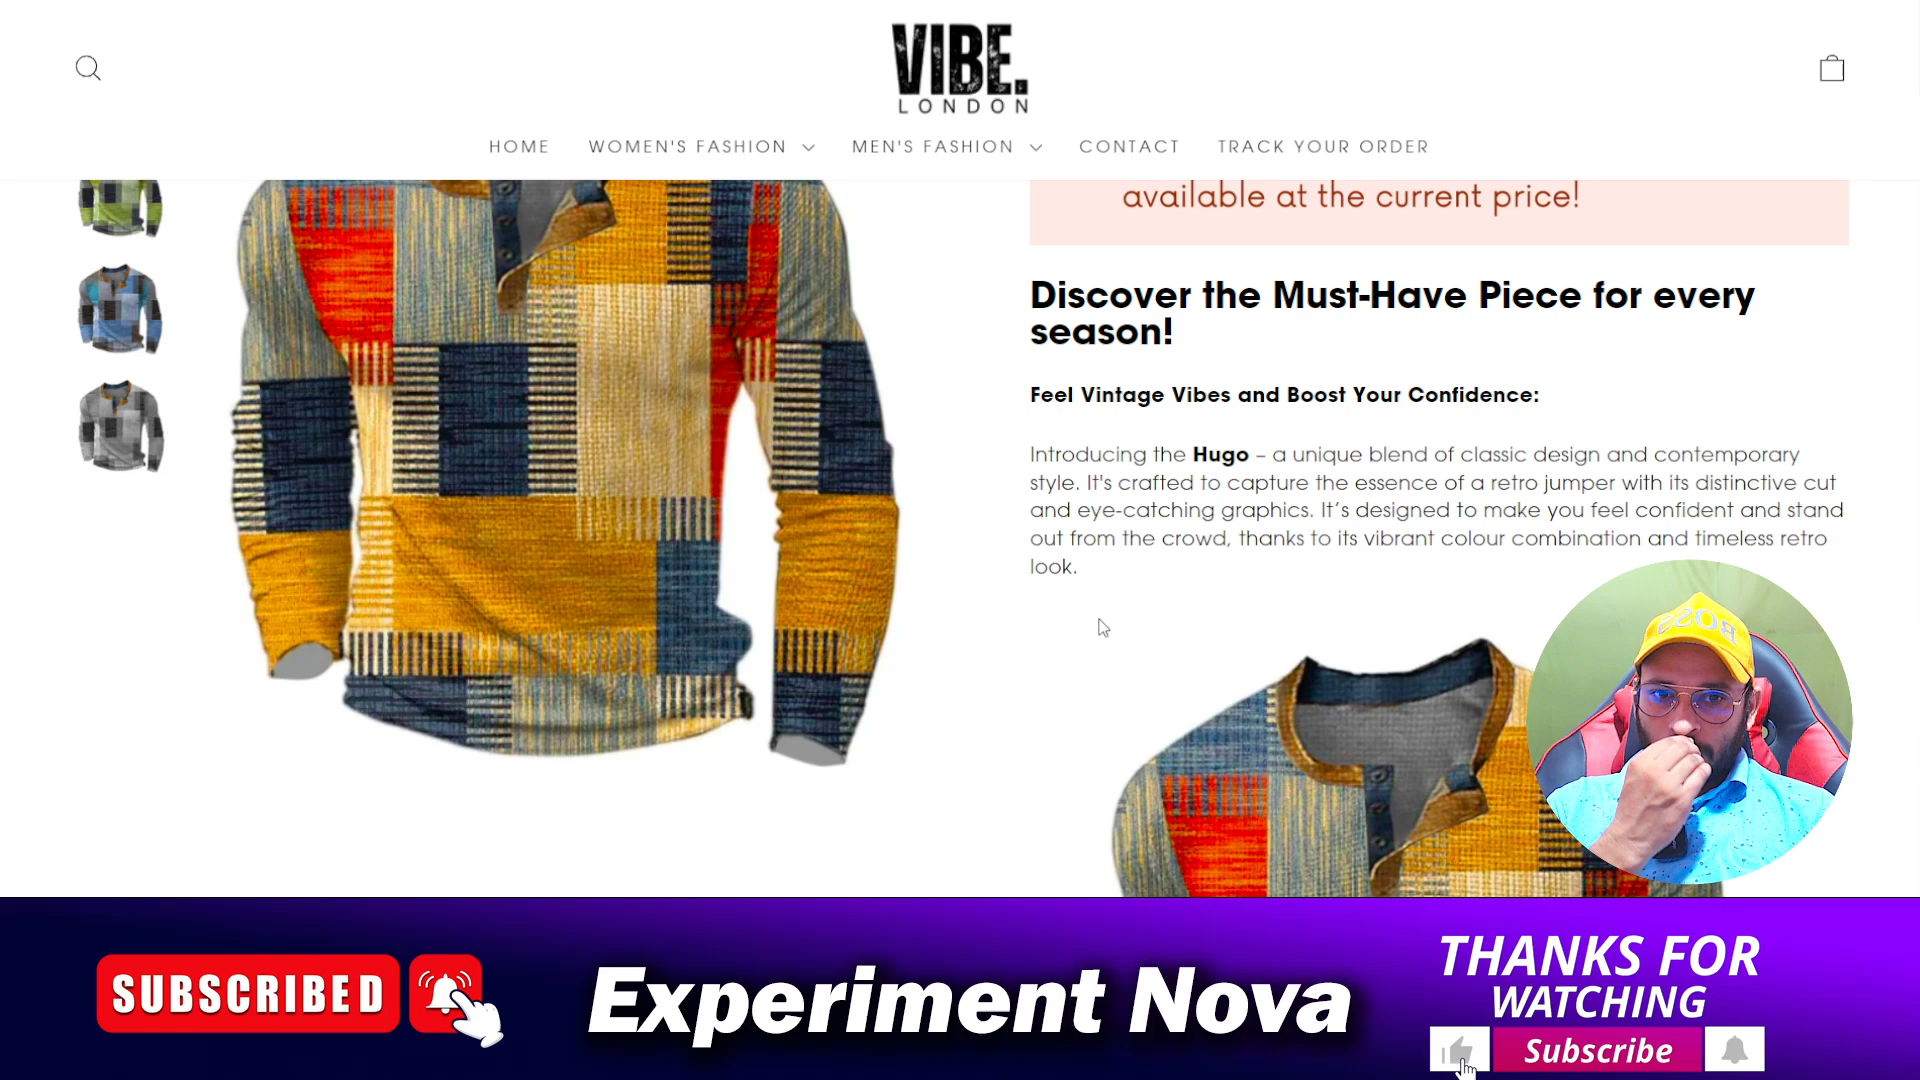 VIBE.
LONDON
HOME WOMEN'S FASHION MEN'S FASHION CONTACT TRACK YOUR ORDER
available at the current price!
Discover the Must-Have Piece for every
season!
Feel Vintage Vibes and Boost Your Confidence:
Introducing the Hugo – a unique blend of classic design and contemporary
style. It's crafted to capture the essence of a retro jumper with its distinctive cut
and eye-catching graphics. It’s designed to make you feel confident and stand
out from the crowd, thanks to its vibrant colour combination and timeless retro
look.
BOSS
SUBSCRIBED
Experiment Nova
THANKS FOR
WATCHING
Subscribe